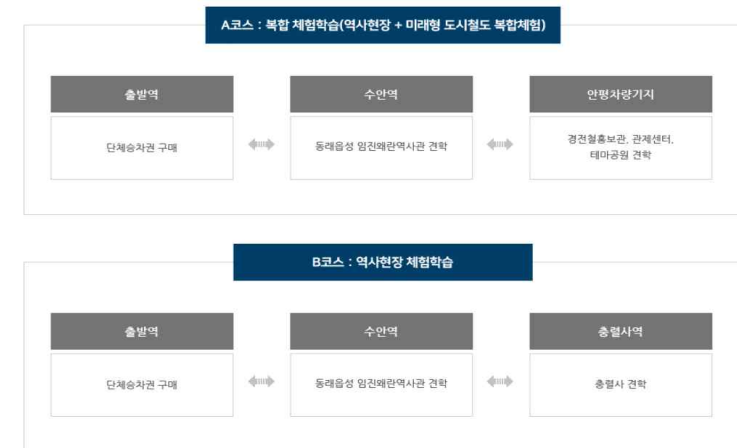 A코스 : 복합 체험학습(역사현장 + 미래형 도시철도 복합체험)
출발역
수안역
안평차량기지
단체승차권 구매
동래읍성 임진왜란역사관 견학
경전철홍보관, 관제센터,
테마공원 견학
B코스 : 역사현장 체험학습
출발역
수안역
충렬사역
단체승차권 구매
동래읍성 임진왜란역사관 견학
충렬사 견학